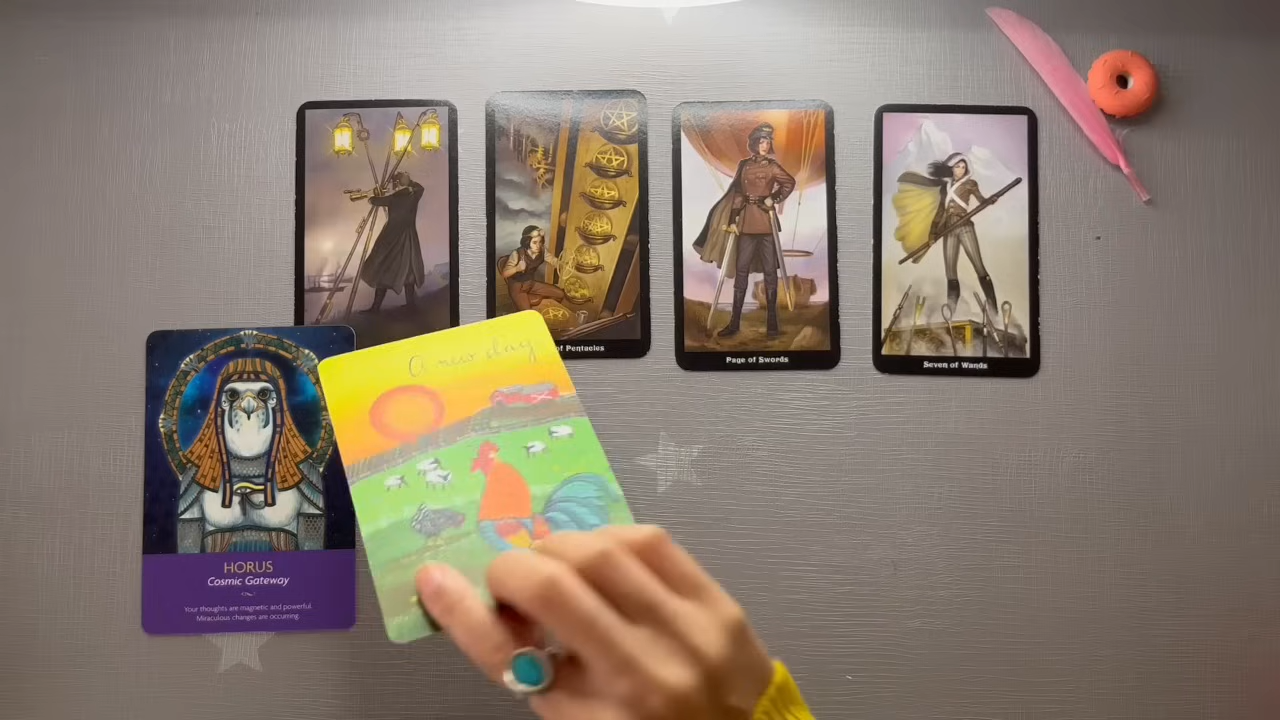 of Pentacles
Page of Swords
Seven of Wands
A new day
HORUS
Cosmic Gateway
Your thoughts are magnetic and powerful.
Miraculous changes are occurring.